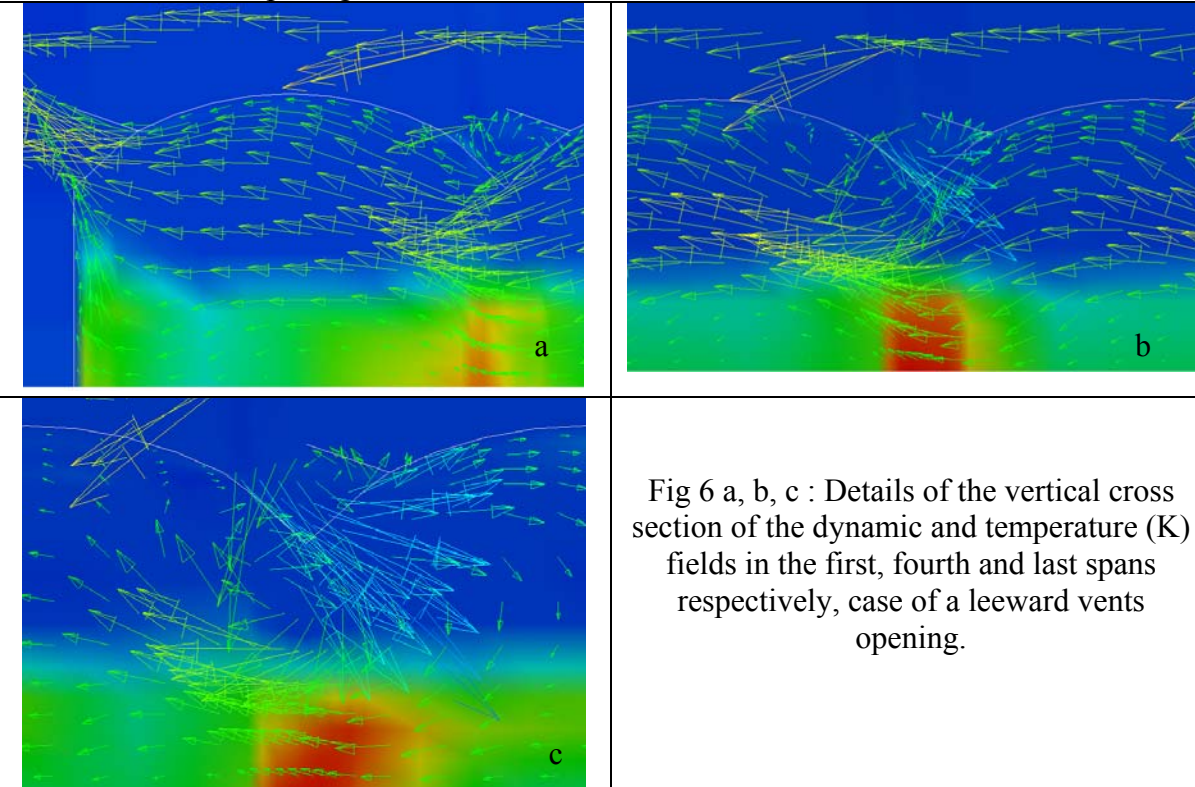 a
b
c
Fig 6 a, b, c : Details of the vertical cross
section of the dynamic and temperature (K)
fields in the first, fourth and last spans
respectively, case of a leeward vents
opening.